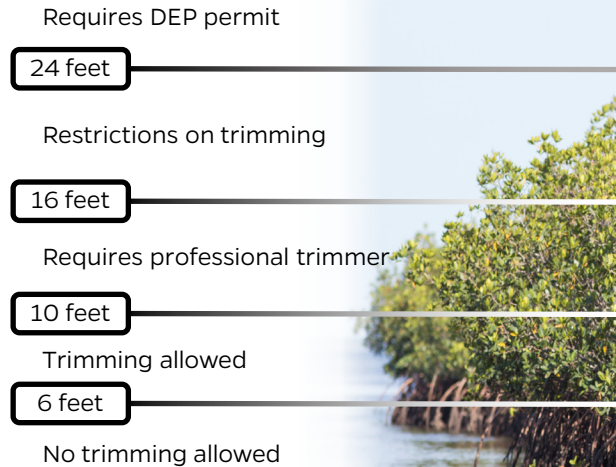 Requires DEP permit
24 feet
Restrictions on trimming
16 feet
Requires professional trimmer
10 feet
Trimming allowed
6 feet
No trimming allowed